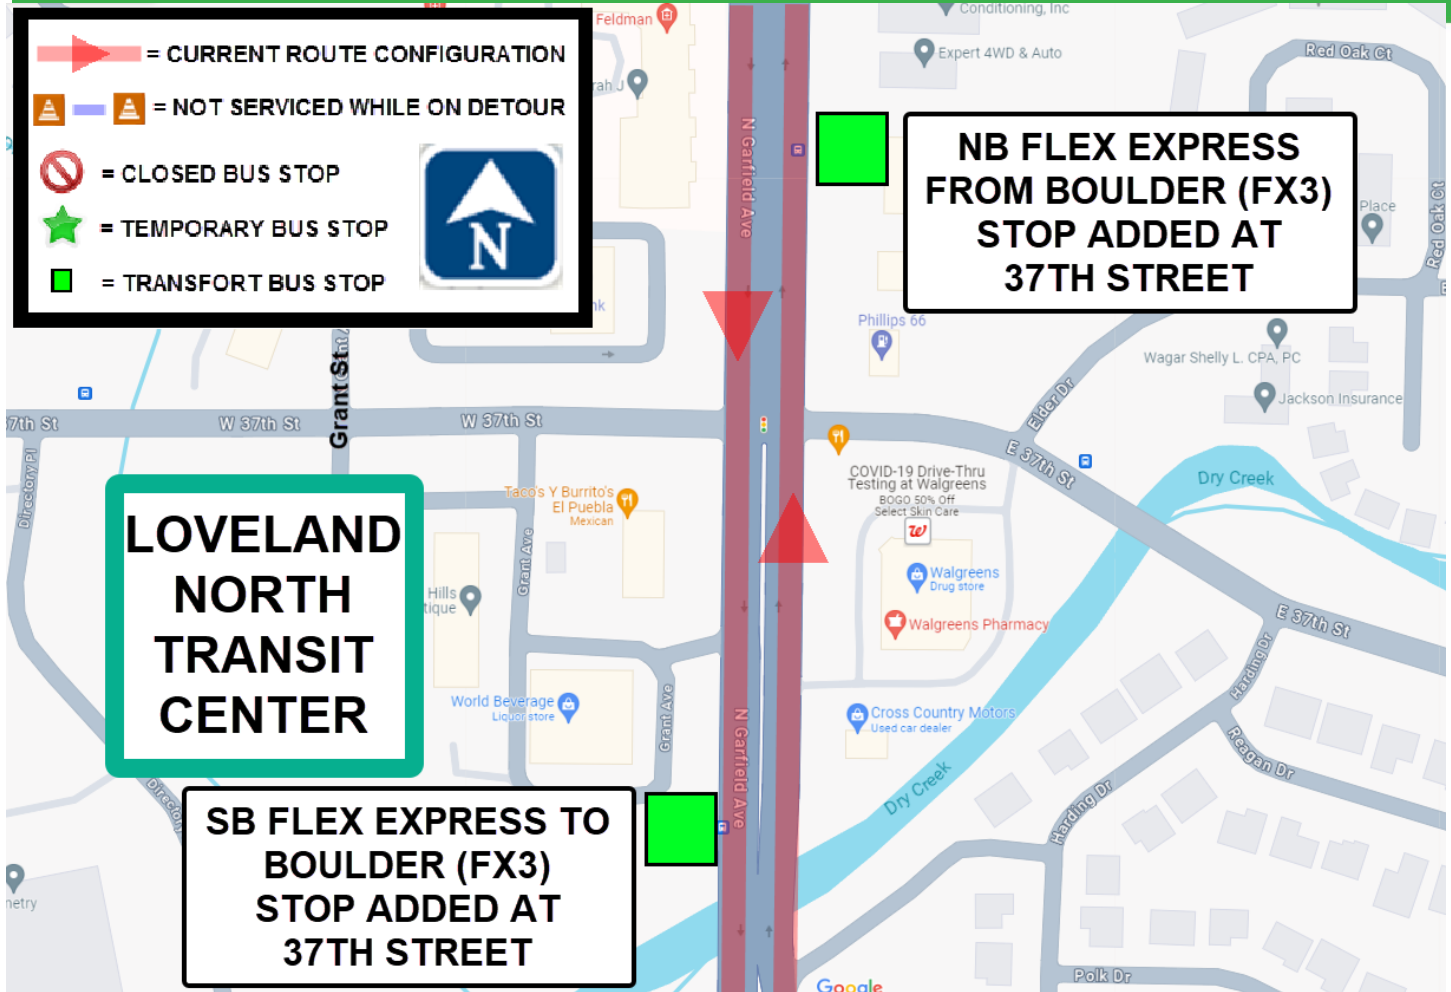 = CURRENT ROUTE CONFIGURATION
= NOT SERVICED WHILE ON DETOUR
= CLOSED BUS STOP
= TEMPORARY BUS STOP
= TRANSFORT BUS STOP
N
Feldman
Conditioning, Inc
Expert 4WD & Auto
Red Oak Ct
Red Oak Ct
Place
N Garfield Ave
NB FLEX EXPRESS
FROM BOULDER (FX3)
STOP ADDED AT
37TH STREET
Phillips 66
Wagar Shelly L. CPA, PC
Jackson Insurance
Elder Dr
Grant St
7th St
W 37th St
W 37th St
E 37th St
Directory Pl
COVID-19 Drive-Thru
Testing at Walgreens
BOGO 50% Off
Select Skin Care
Dry Creek
Taco's Y Burrito's
El Puebla
Mexican
LOVELAND
NORTH
TRANSIT
CENTER
Grant Ave
Hills
tique
Walgreens
Drug store
Walgreens Pharmacy
E 37th St
Harding Dr
World Beverage
Liquor store
Grant Ave
N Garfield Ave
Cross Country Motors
Used car dealer
Reagan Dr
Dry Creek
Harding Dr
SB FLEX EXPRESS TO
BOULDER (FX3)
STOP ADDED AT
37TH STREET
netry
Polk Dr
Google